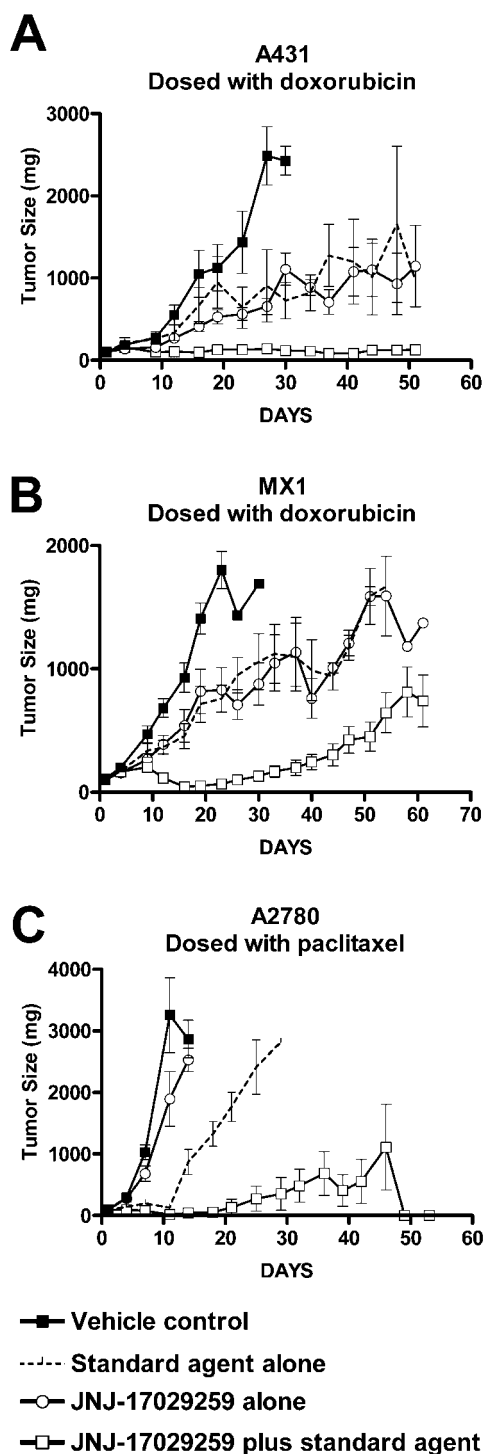 A
A431
Dosed with doxorubicin
3000
2000
1000
0
Tumor Size (mg)
0 10 20 30 40 50 60
DAYS
B
MX1
Dosed with doxorubicin
2000
1000
0
Tumor Size (mg)
0 10 20 30 40 50 60 70
DAYS
C
A2780
Dosed with paclitaxel
4000
3000
2000
1000
0
Tumor Size (mg)
0 10 20 30 40 50 60
DAYS
Vehicle control
Standard agent alone
JNJ-17029259 alone
JNJ-17029259 plus standard agent